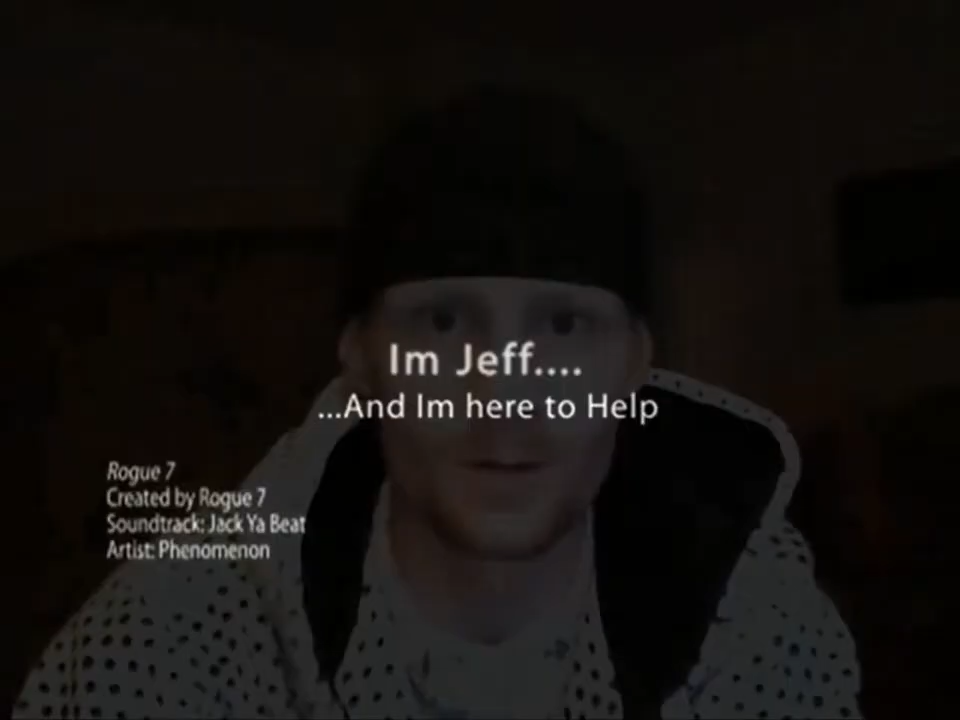 Im Jeff....
...And Im here to Help
Rogue 7
Created by Rogue 7
Soundtrack: Jack Ya Beat
Artist: Phenomenon